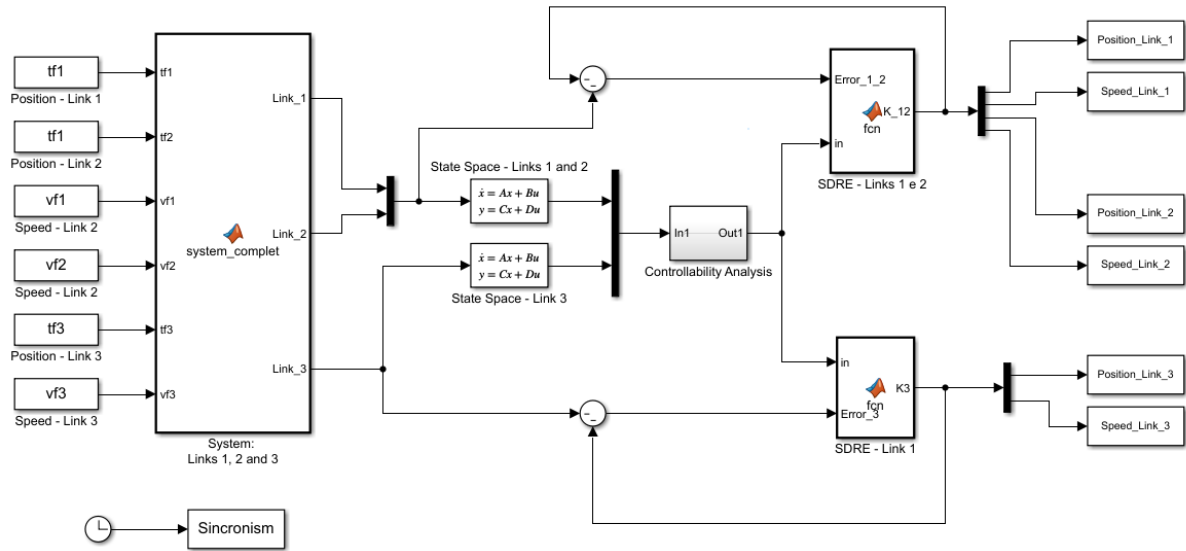 tf1
Position - Link 1
tf1
Position - Link 2
vf1
Speed - Link 2
vf2
Speed - Link 2
tf3
Position - Link 3
vf3
Speed - Link 3
tf1
tf2
vf1
vf2
tf3
vf3
system_complet
Link_1
Link_2
Link_3
System:
Links 1, 2 and 3
Sincronism
State Space - Links 1 and 2
ẋ = Ax + Bu
y = Cx + Du
ẋ = Ax + Bu
y = Cx + Du
State Space - Link 3
In1 Out1
Controllability Analysis
Error_1_2
K_12
fcn
in
SDRE - Links 1 e 2
in
K3
fcn
Error_3
SDRE - Link 1
Position_Link_1
Speed_Link_1
Position_Link_2
Speed_Link_2
Position_Link_3
Speed_Link_3